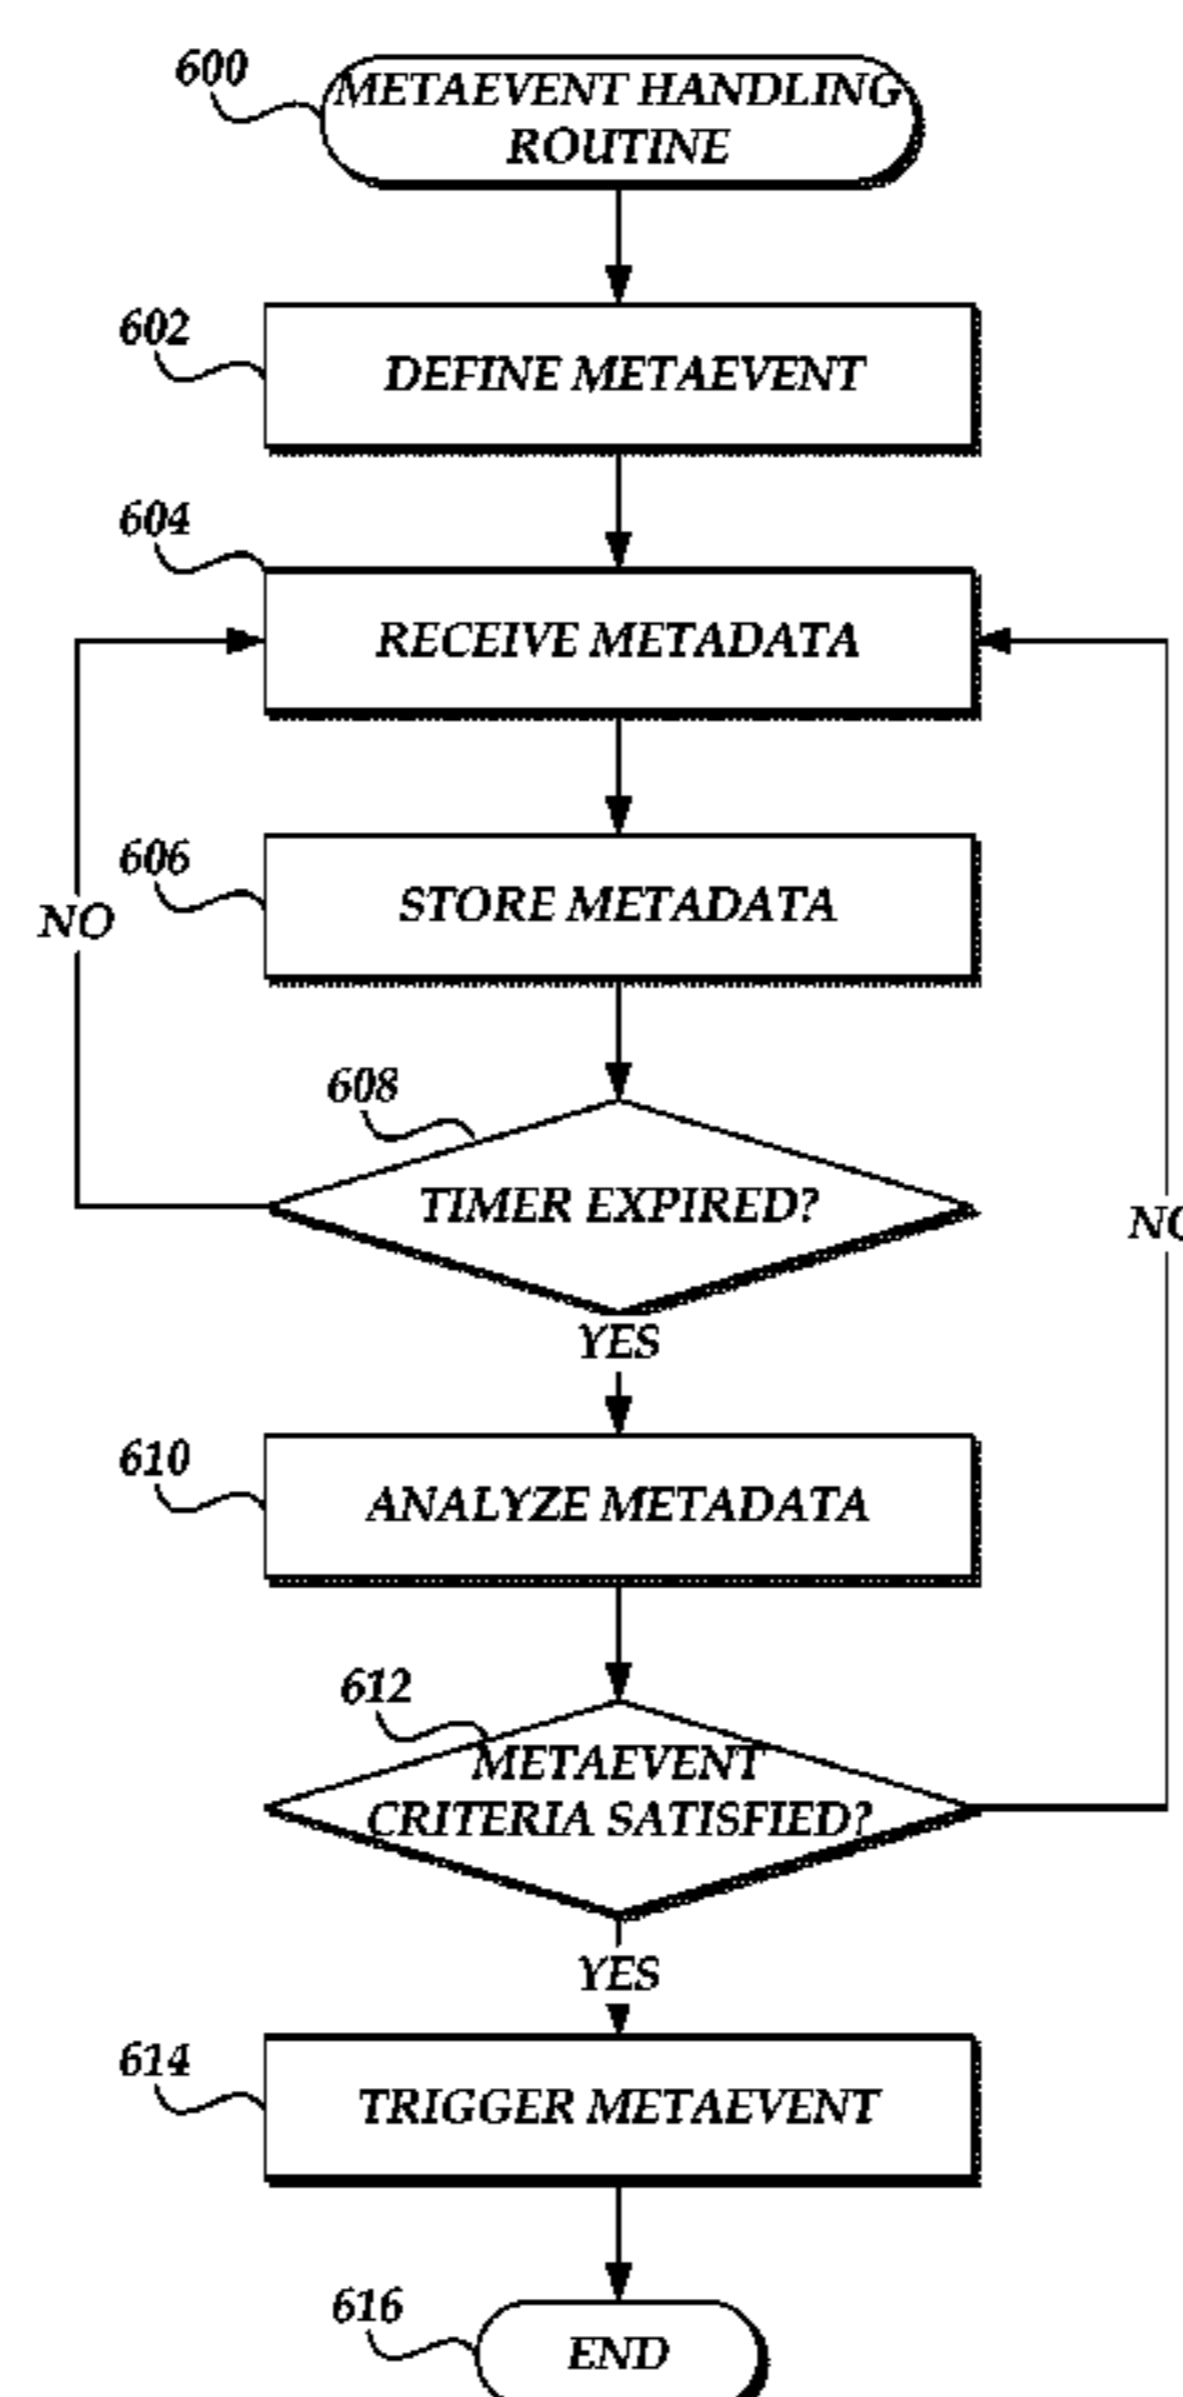 600
METAEVENT HANDLING
ROUTINE
602
DEFINE METAEVENT
604
RECEIVE METADATA
606
STORE METADATA
NO
608
TIMER EXPIRED?
NO
YES
610
ANALYZE METADATA
612
METAEVENT
CRITERIA SATISFIED?
YES
614
TRIGGER METAEVENT
616
END